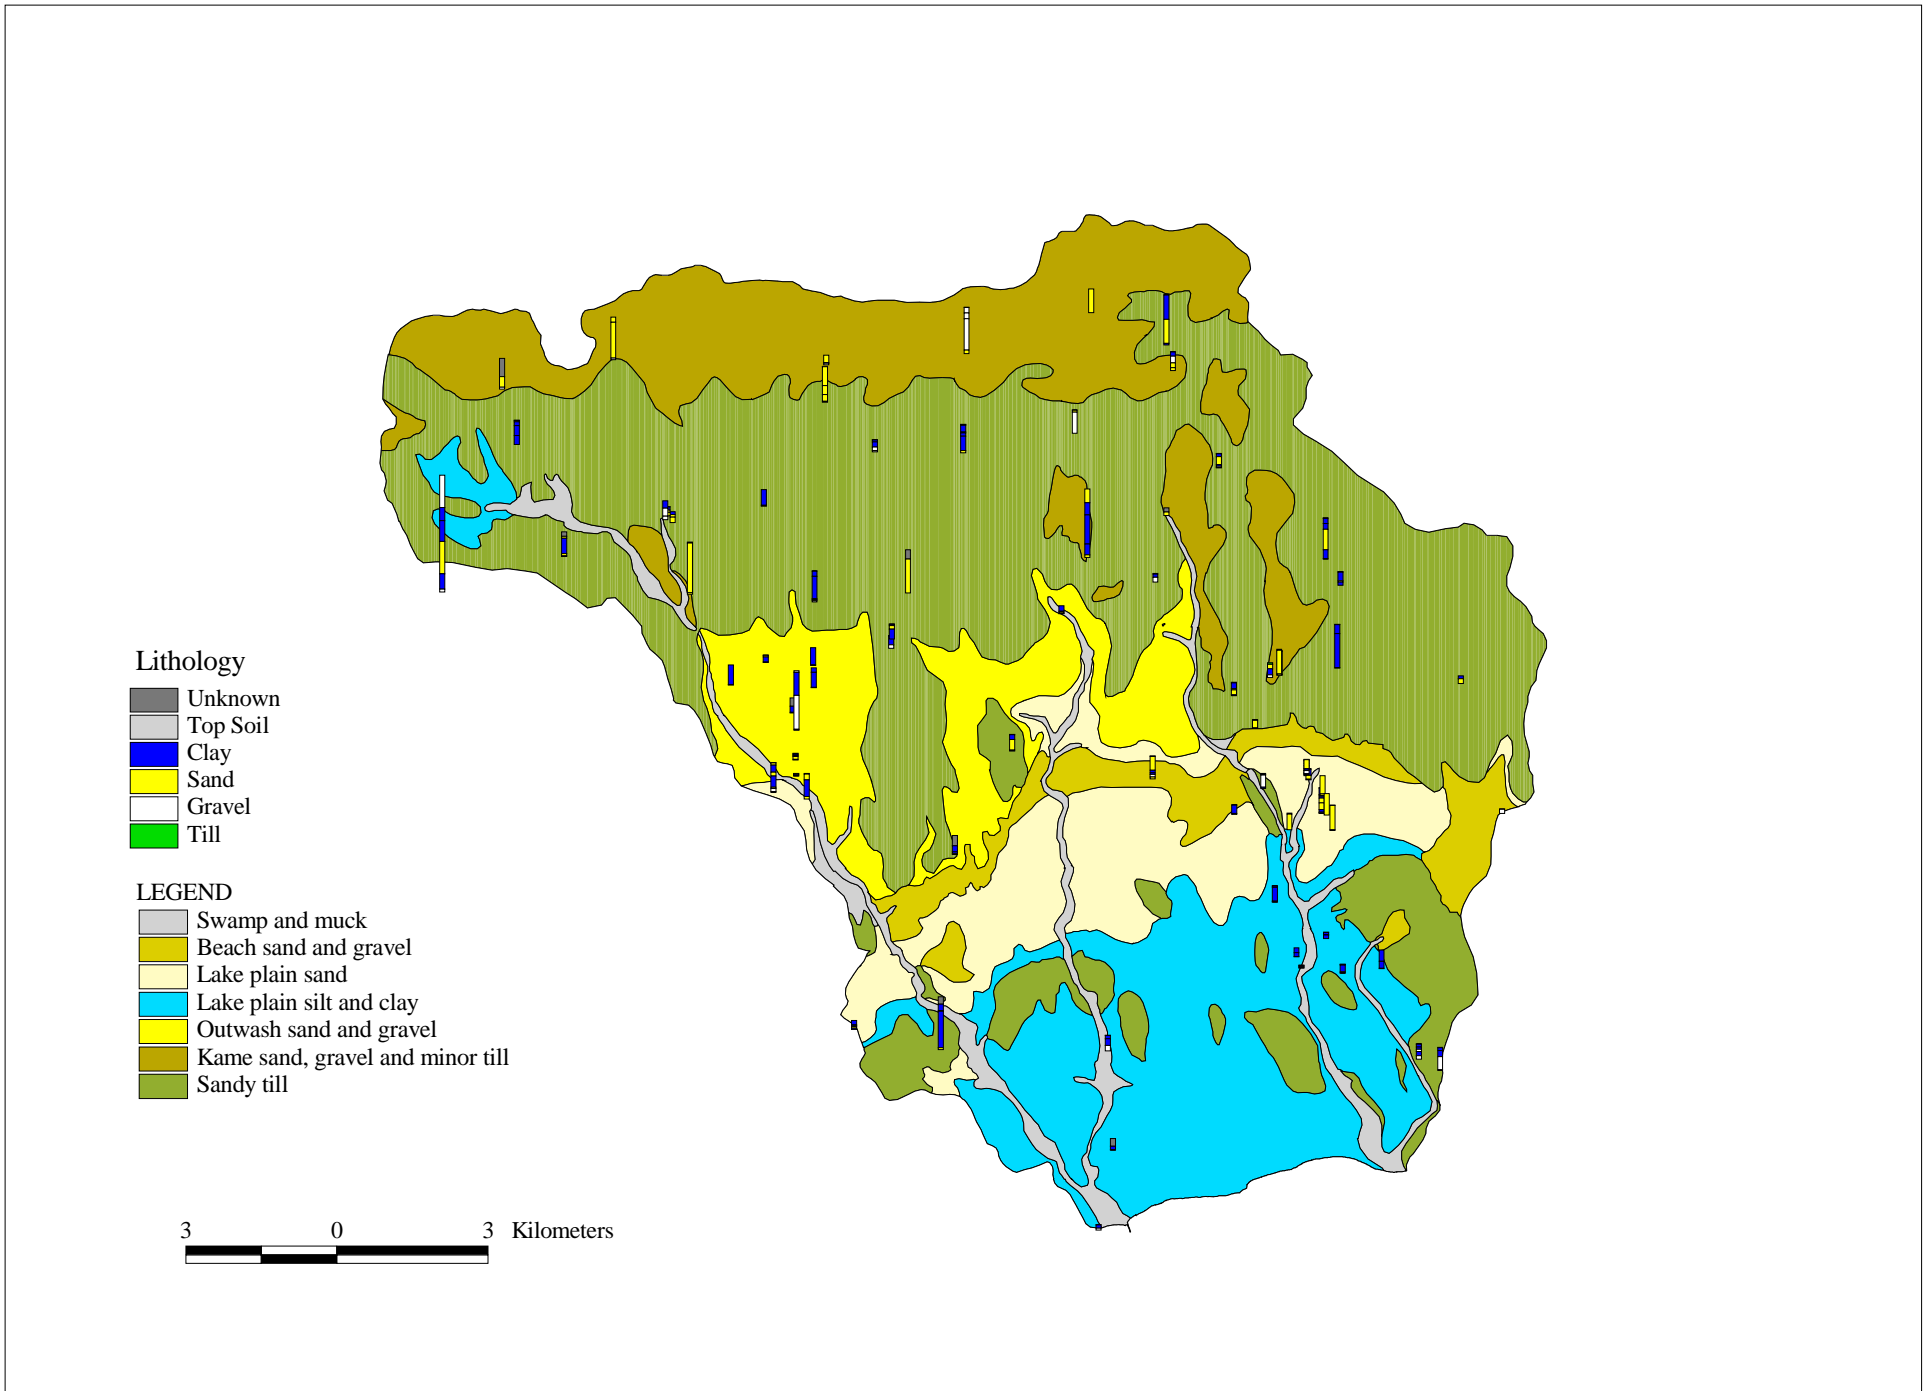 Lithology
Unknown
Top Soil
Clay
Sand
Gravel
Till
LEGEND
Swamp and muck
Beach sand and gravel
Lake plain sand
Lake plain silt and clay
Outwash sand and gravel
Kame sand, gravel and minor till
Sandy till
3 0 3 Kilometers